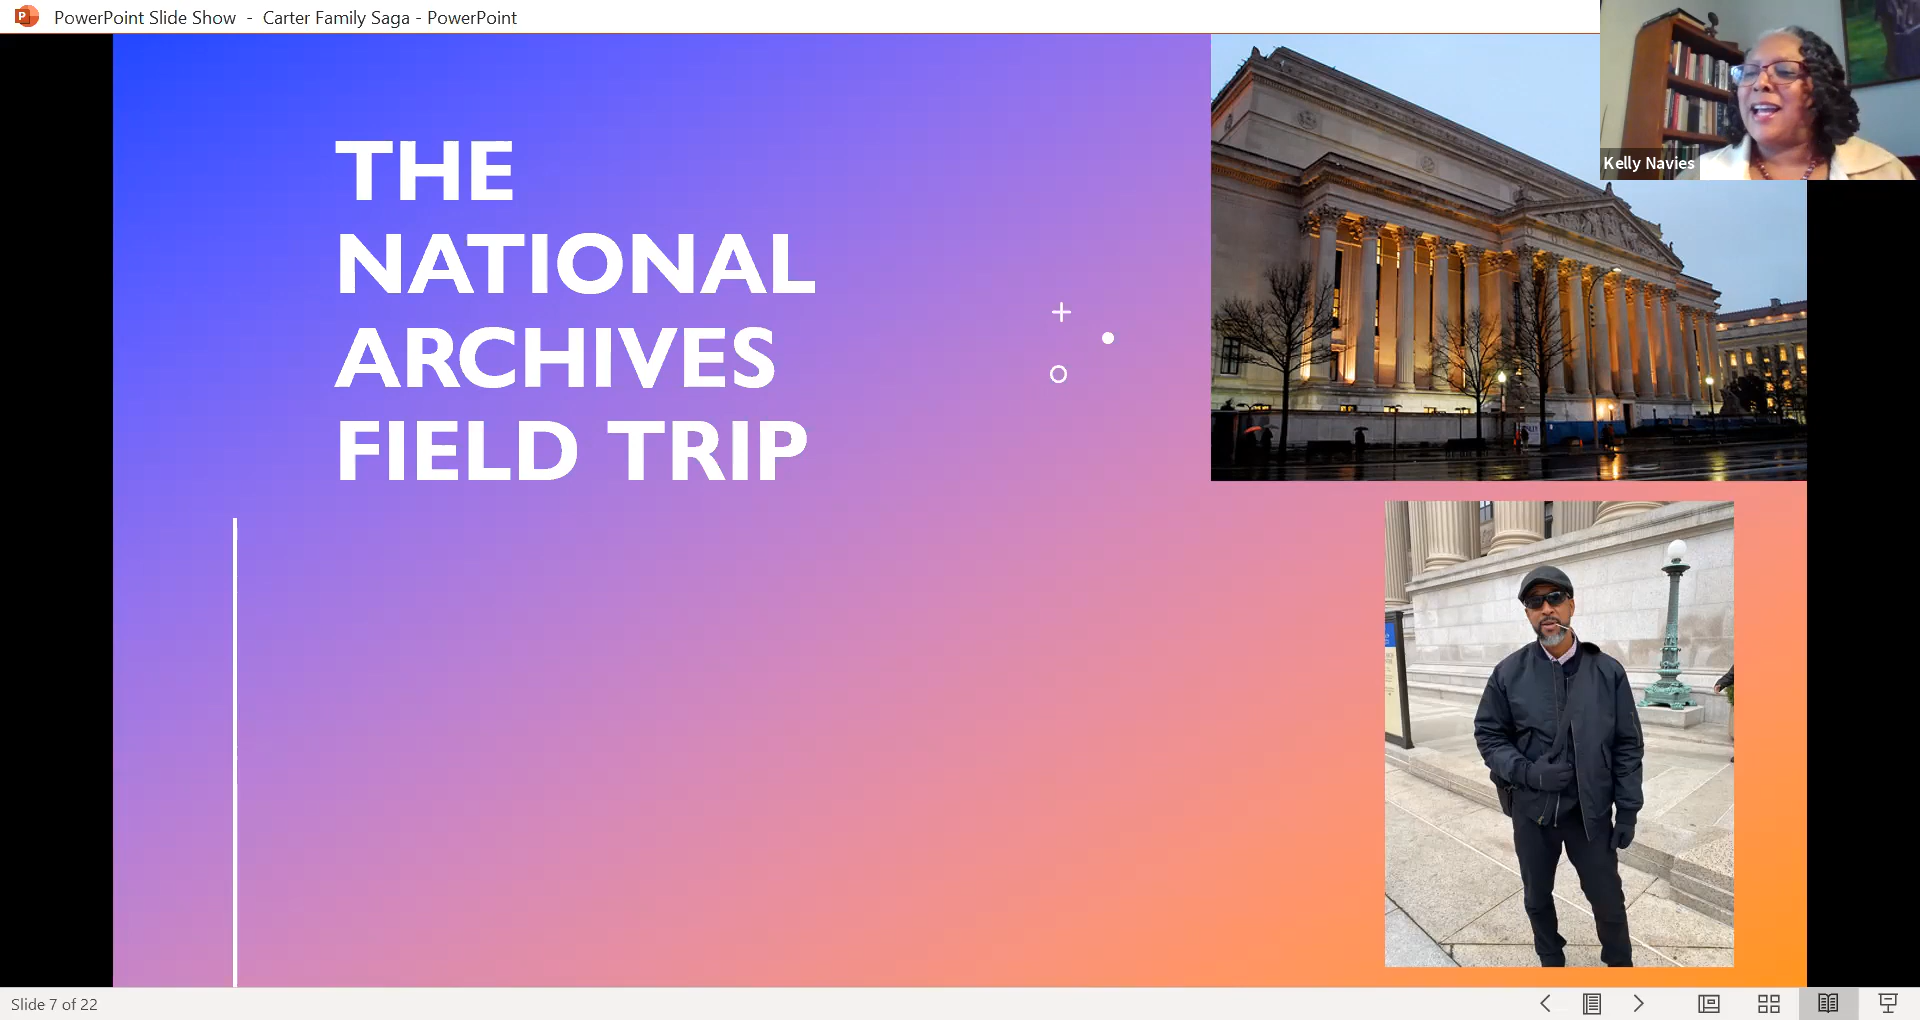 PowerPoint Slide Show - Carter Family Saga - PowerPoint
Kelly Navies
THE
NATIONAL
ARCHIVES
FIELD TRIP
Slide 7 of 22